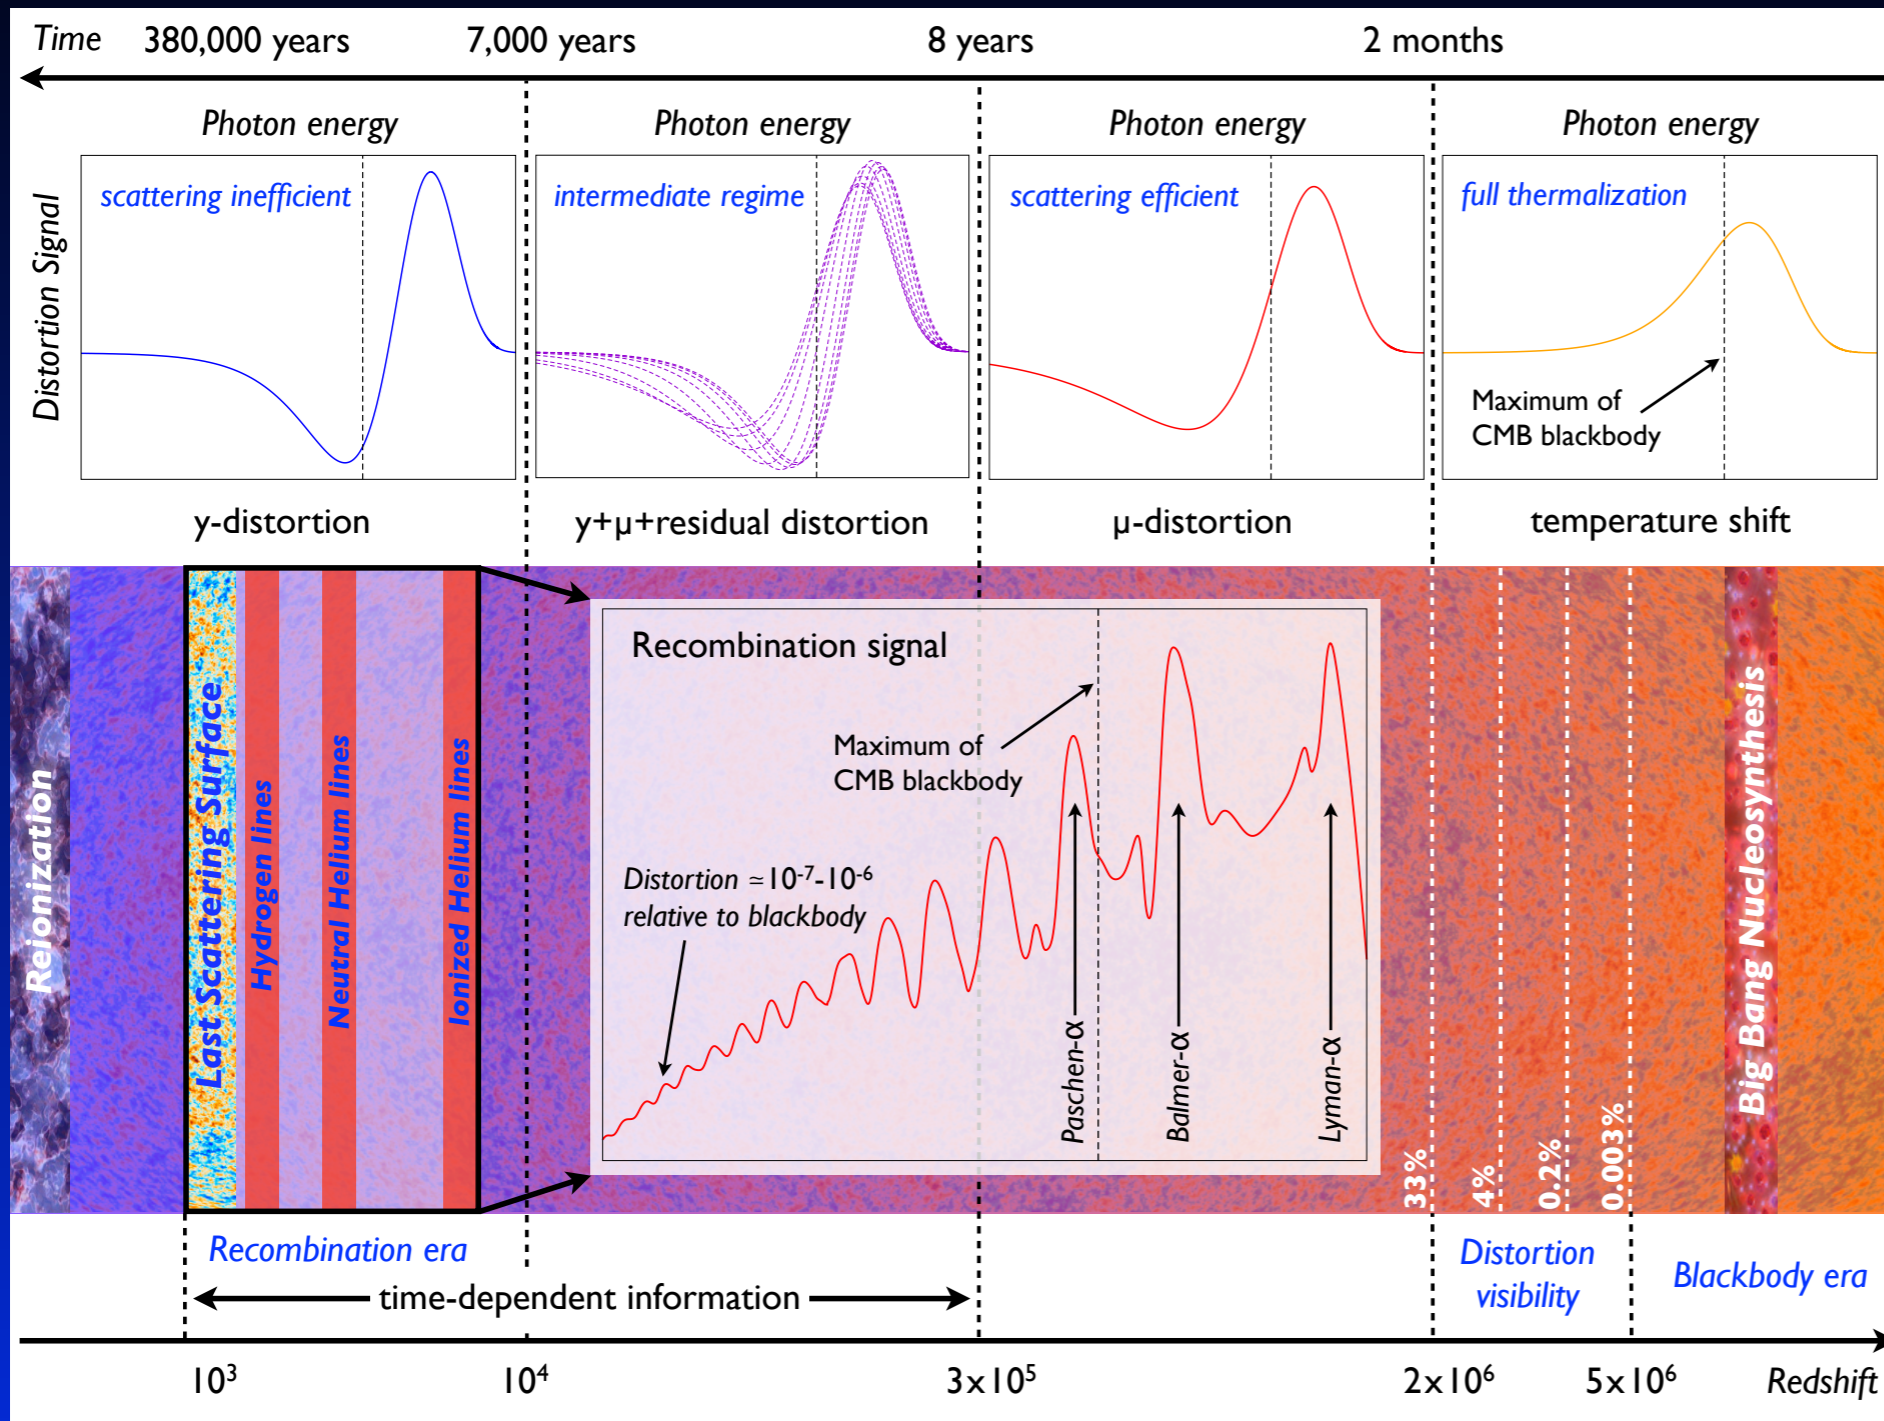 Time 380,000 years 7,000 years 8 years 2 months
Photon energy Photon energy Photon energy Photon energy
Distortion Signal
scattering inefficient
intermediate regime
scattering efficient
full thermalization
Maximum of
CMB blackbody
y-distortion
y+μ+residual distortion
μ-distortion
temperature shift
Reionization
Last Scattering Surface
Hydrogen lines
Neutral Helium lines
Ionized Helium lines
Recombination signal
Maximum of
CMB blackbody
Distortion ≃10⁻⁷-10⁻⁶
relative to blackbody
Paschen-α
Balmer-α
Lyman-α
33%
4%
0.2%
0.003%
Big Bang Nucleosynthesis
Recombination era
Distortion
visibility
Blackbody era
time-dependent information
10³ 10⁴ 3x10⁵ 2x10⁶ 5x10⁶ Redshift